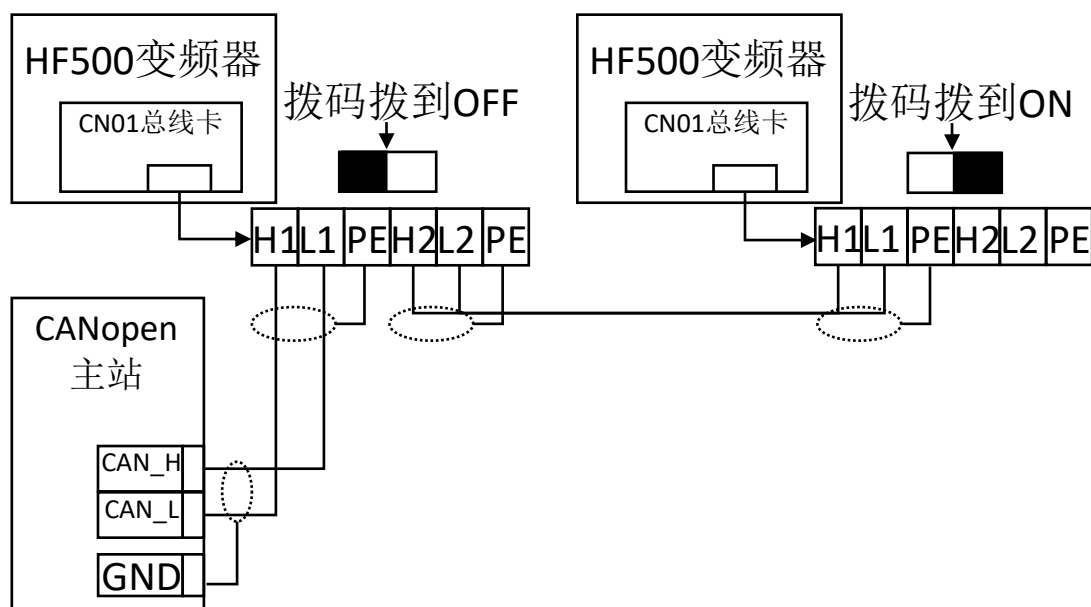 HF500变频器
CN01总线卡
拨码拨到OFF
H1 L1 PE H2 L2 PE
HF500变频器
CN01总线卡
拨码拨到ON
H1 L1 PE H2 L2 PE
CANopen
主站
CAN_H
CAN_L
GND